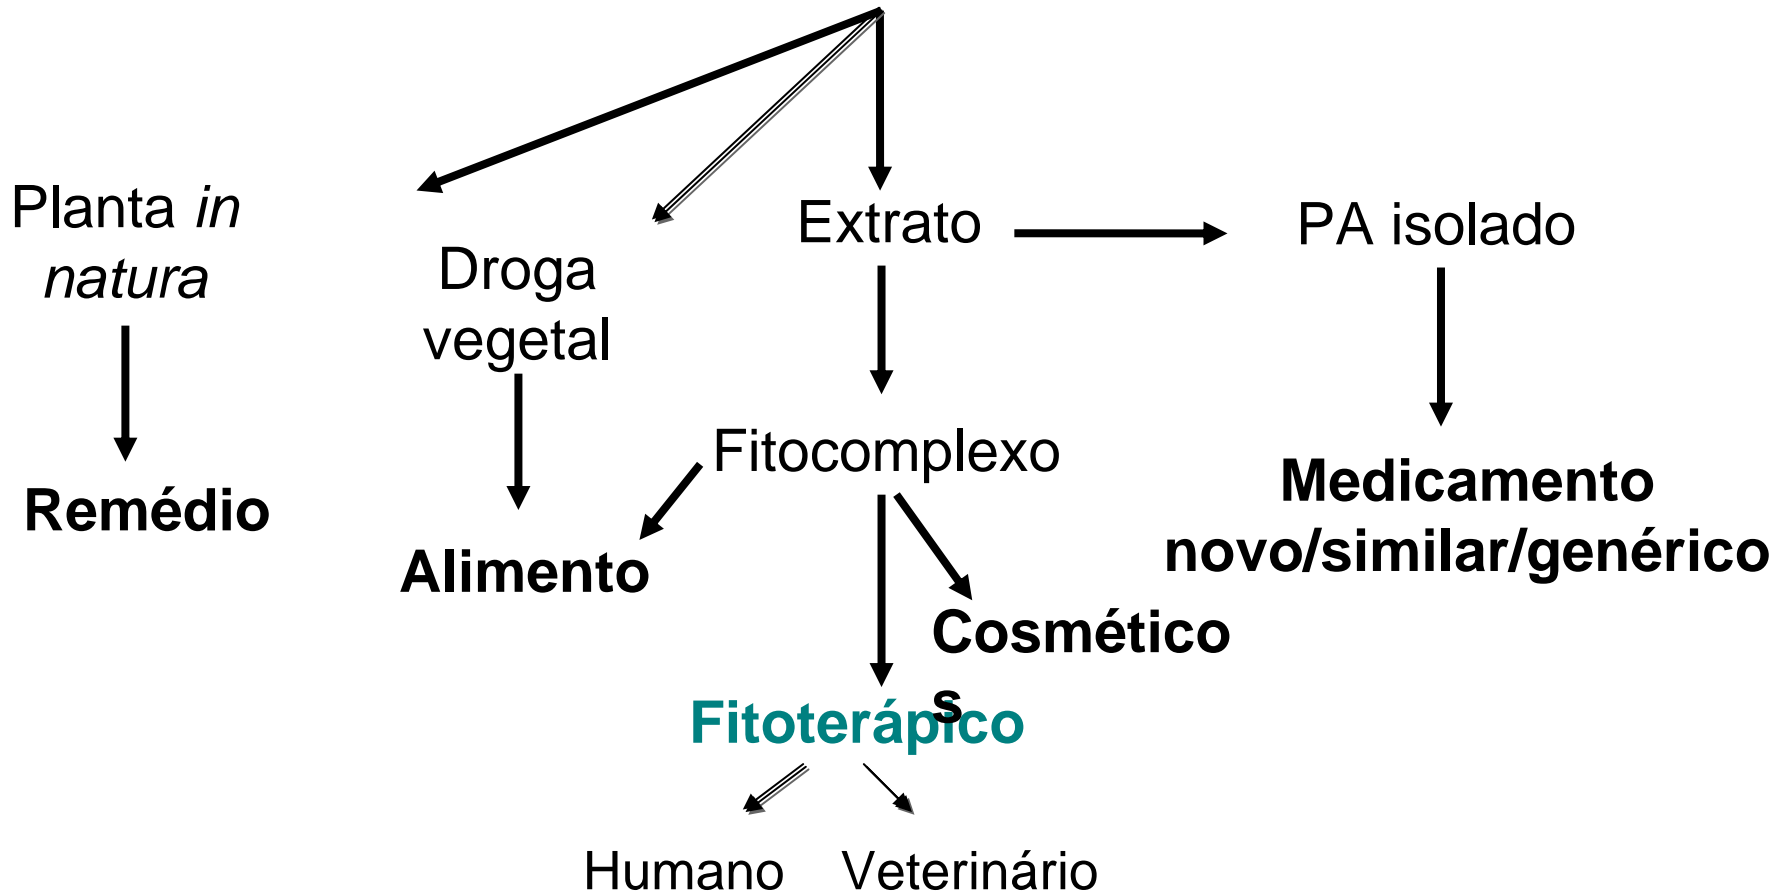 Planta in
natura
Droga
vegetal
Extrato
PA isolado
Remédio
Alimento
Fitocomplexo
Medicamento
novo/similar/genérico
Cosmético
s
Fitoterápico
Humano
Veterinário